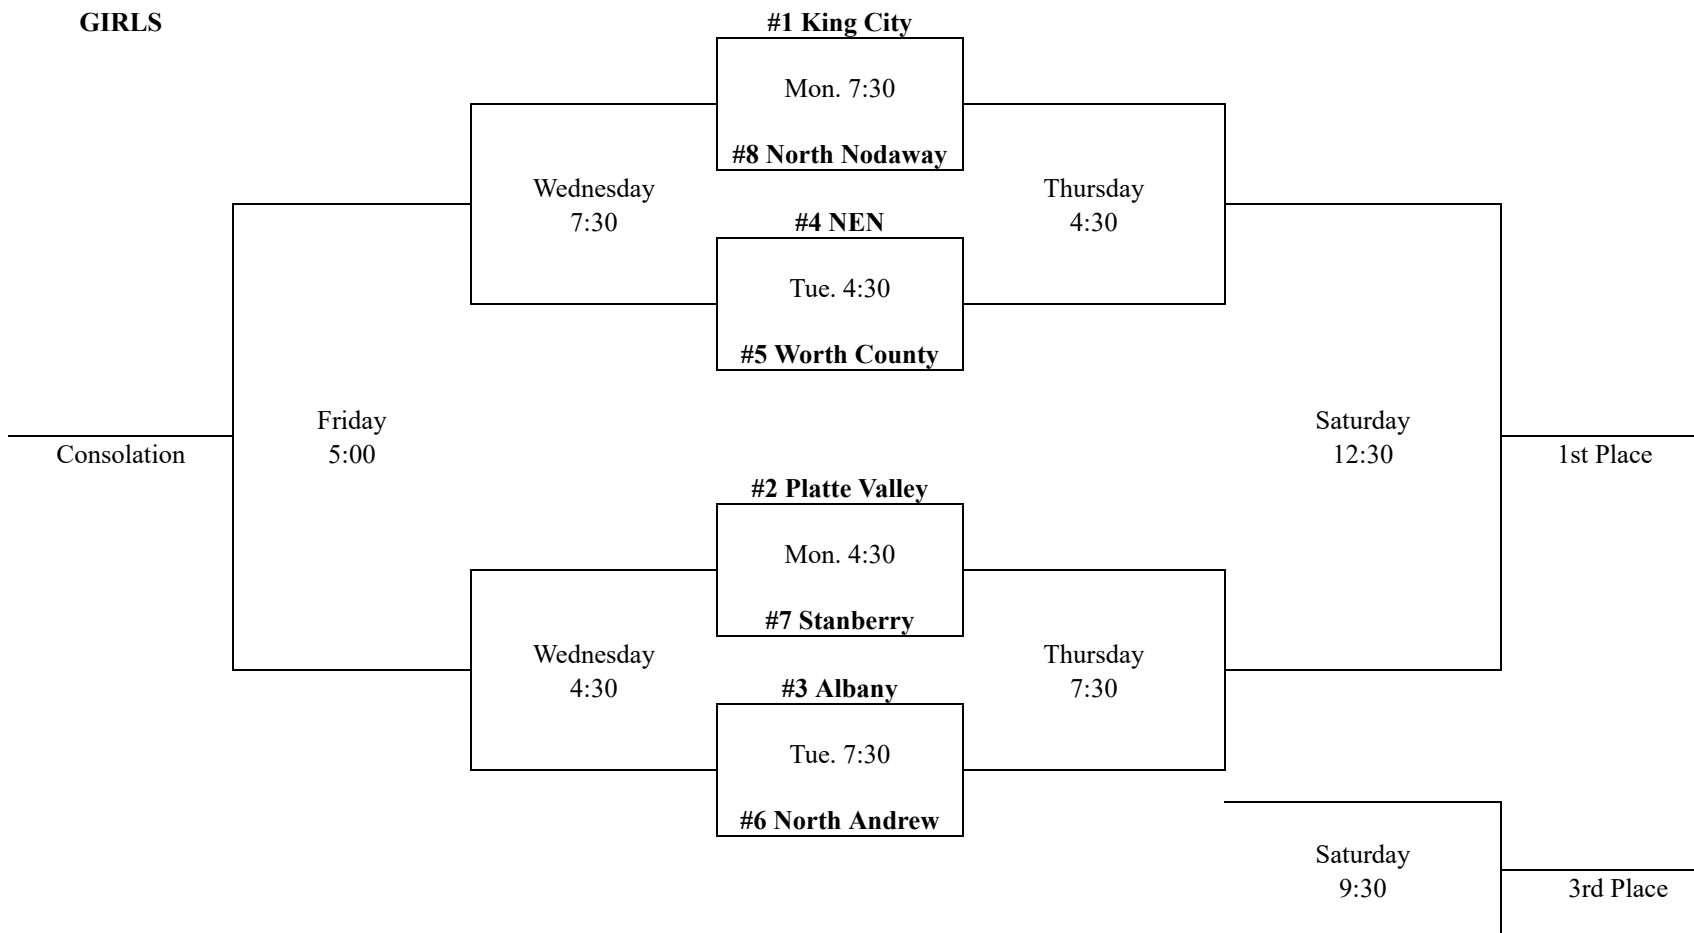 GIRLS
#1 King City
Mon. 7:30
#8 North Nodaway
Wednesday
7:30
Thursday
4:30
#4 NEN
Tue. 4:30
#5 Worth County
Friday
5:00
Saturday
12:30
Consolation
1st Place
#2 Platte Valley
Mon. 4:30
#7 Stanberry
Wednesday
4:30
Thursday
7:30
#3 Albany
Tue. 7:30
#6 North Andrew
Saturday
9:30
3rd Place